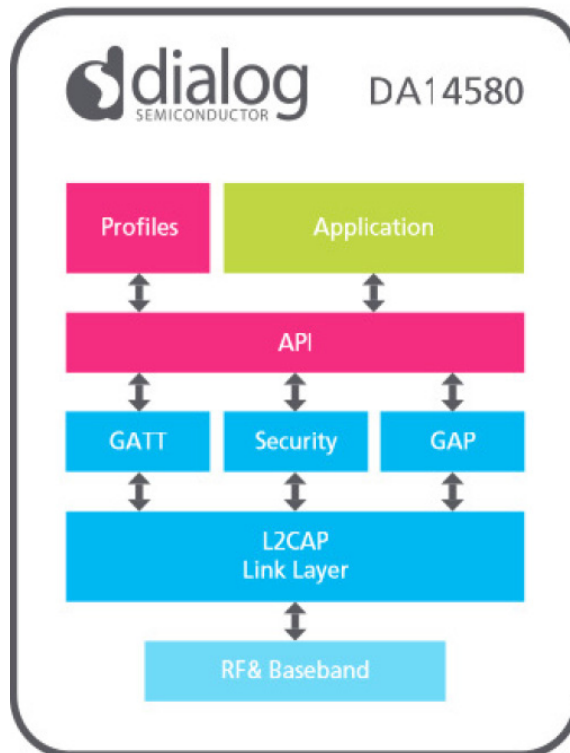 dialog
SEMICONDUCTOR
DA14580
Profiles
Application
API
GATT
Security
GAP
L2CAP
Link Layer
RF& Baseband